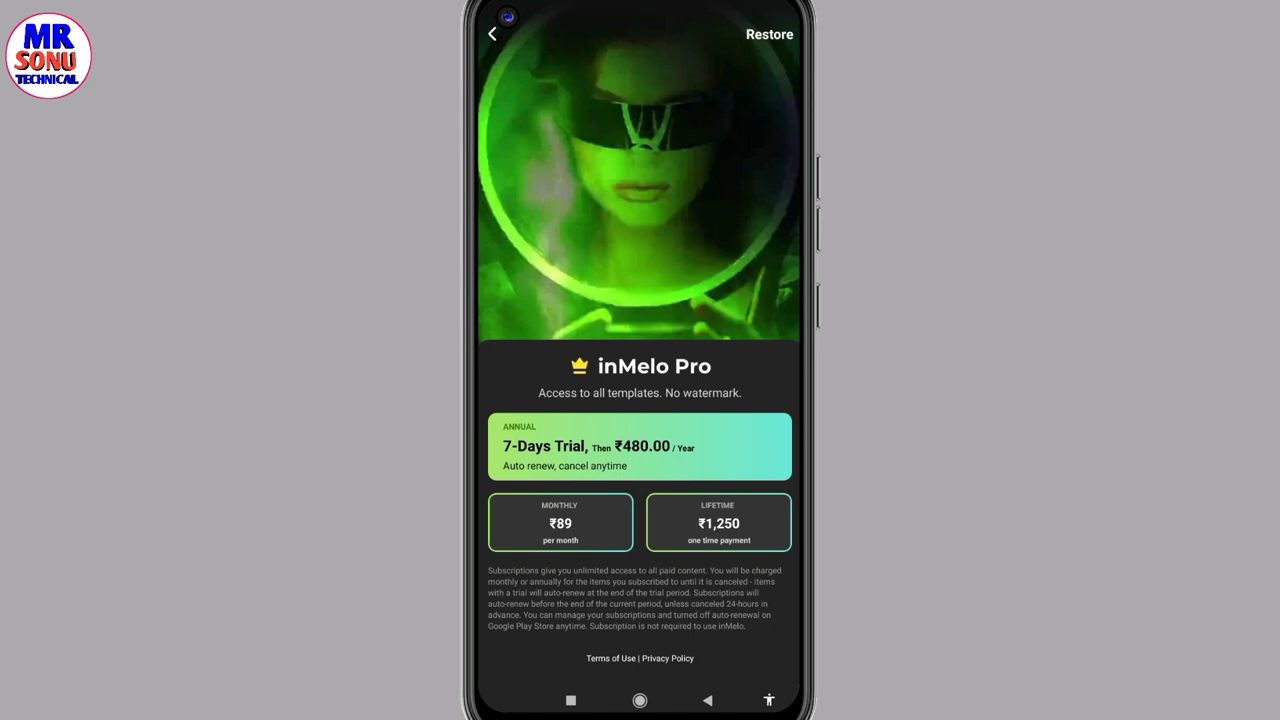 MR
SONU
TECHNICAL
Restore
inMelo Pro
Access to all templates. No watermark.
ANNUAL
7-Days Trial, Then ₹480.00 / Year
Auto renew, cancel anytime
MONTHLY
₹89
per month
LIFETIME
₹1,250
one time payment
Subscriptions give you unlimited access to all paid content. You will be charged
monthly or annually for the items you subscribed to until it is canceled - items
with a trial will auto-renew at the end of the trial period. Subscriptions will
auto-renew before the end of the current period, unless canceled 24-hours in
advance. You can manage your subscriptions and turned off auto-renewal on
Google Play Store anytime. Subscription is not required to use inMelo.
Terms of Use | Privacy Policy